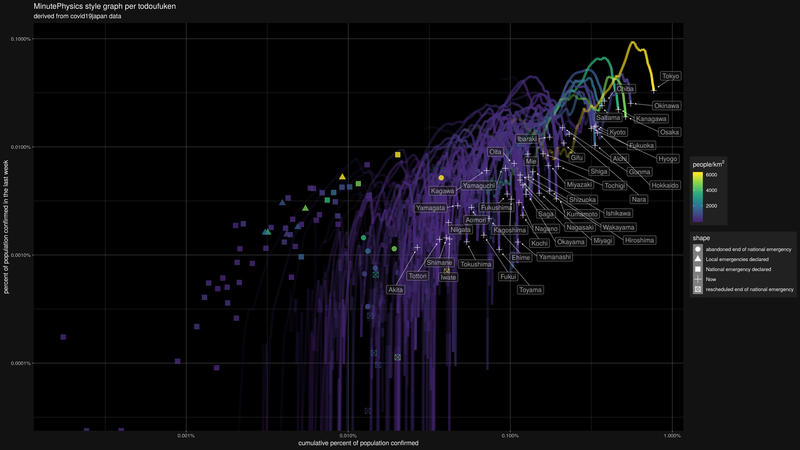 MinutePhysics style graph per todoufuken
derived from covid19japan data
0.1000%
0.0100%
0.0010%
0.0001%
percent of population confirmed in the last week
0.001%
0.010%
0.100%
1.000%
cumulative percent of population confirmed
Tokyo
Chiba
Okinawa
Saitama
Kanagawa
Kyoto
Osaka
Ibaraki
Fukuoka
Oita
Mie
Gifu
Aichi
Hyogo
Shiga
Gunma
Kagawa
Yamaguchi
Miyazaki
Tochigi
Hokkaido
Shizuoka
Nara
Yamagata
Fukushima
Saga
Kumamoto
Ishikawa
Aomori
Niigata
Kagoshima
Nagano
Nagasaki
Wakayama
Kochi
Okayama
Miyagi
Hiroshima
Ehime
Yamanashi
Shimane
Tokushima
Tottori
Iwate
Fukui
Akita
Toyama
people/km²
6000
4000
2000
shape
abandoned end of national emergency
Local emergencies declared
National emergency declared
Now
rescheduled end of national emergency